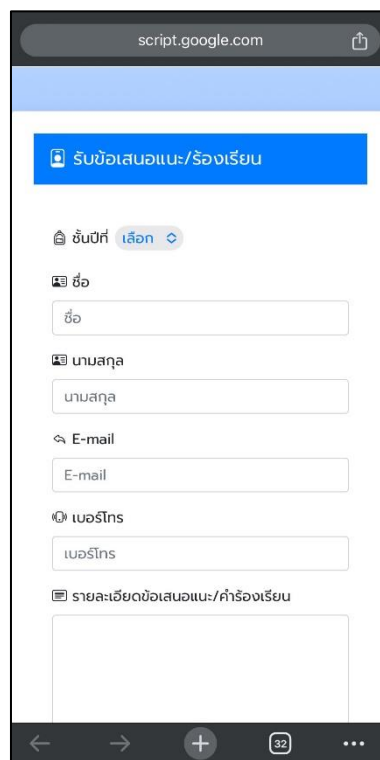 script.google.com
รับข้อเสนอแนะ/ร้องเรียน
ชั้นปีที่ เลือก
ชื่อ
ชื่อ
นามสกุล
นามสกุล
E-mail
E-mail
เบอร์โทร
เบอร์โทร
รายละเอียดข้อเสนอแนะ/คำร้องเรียน
32